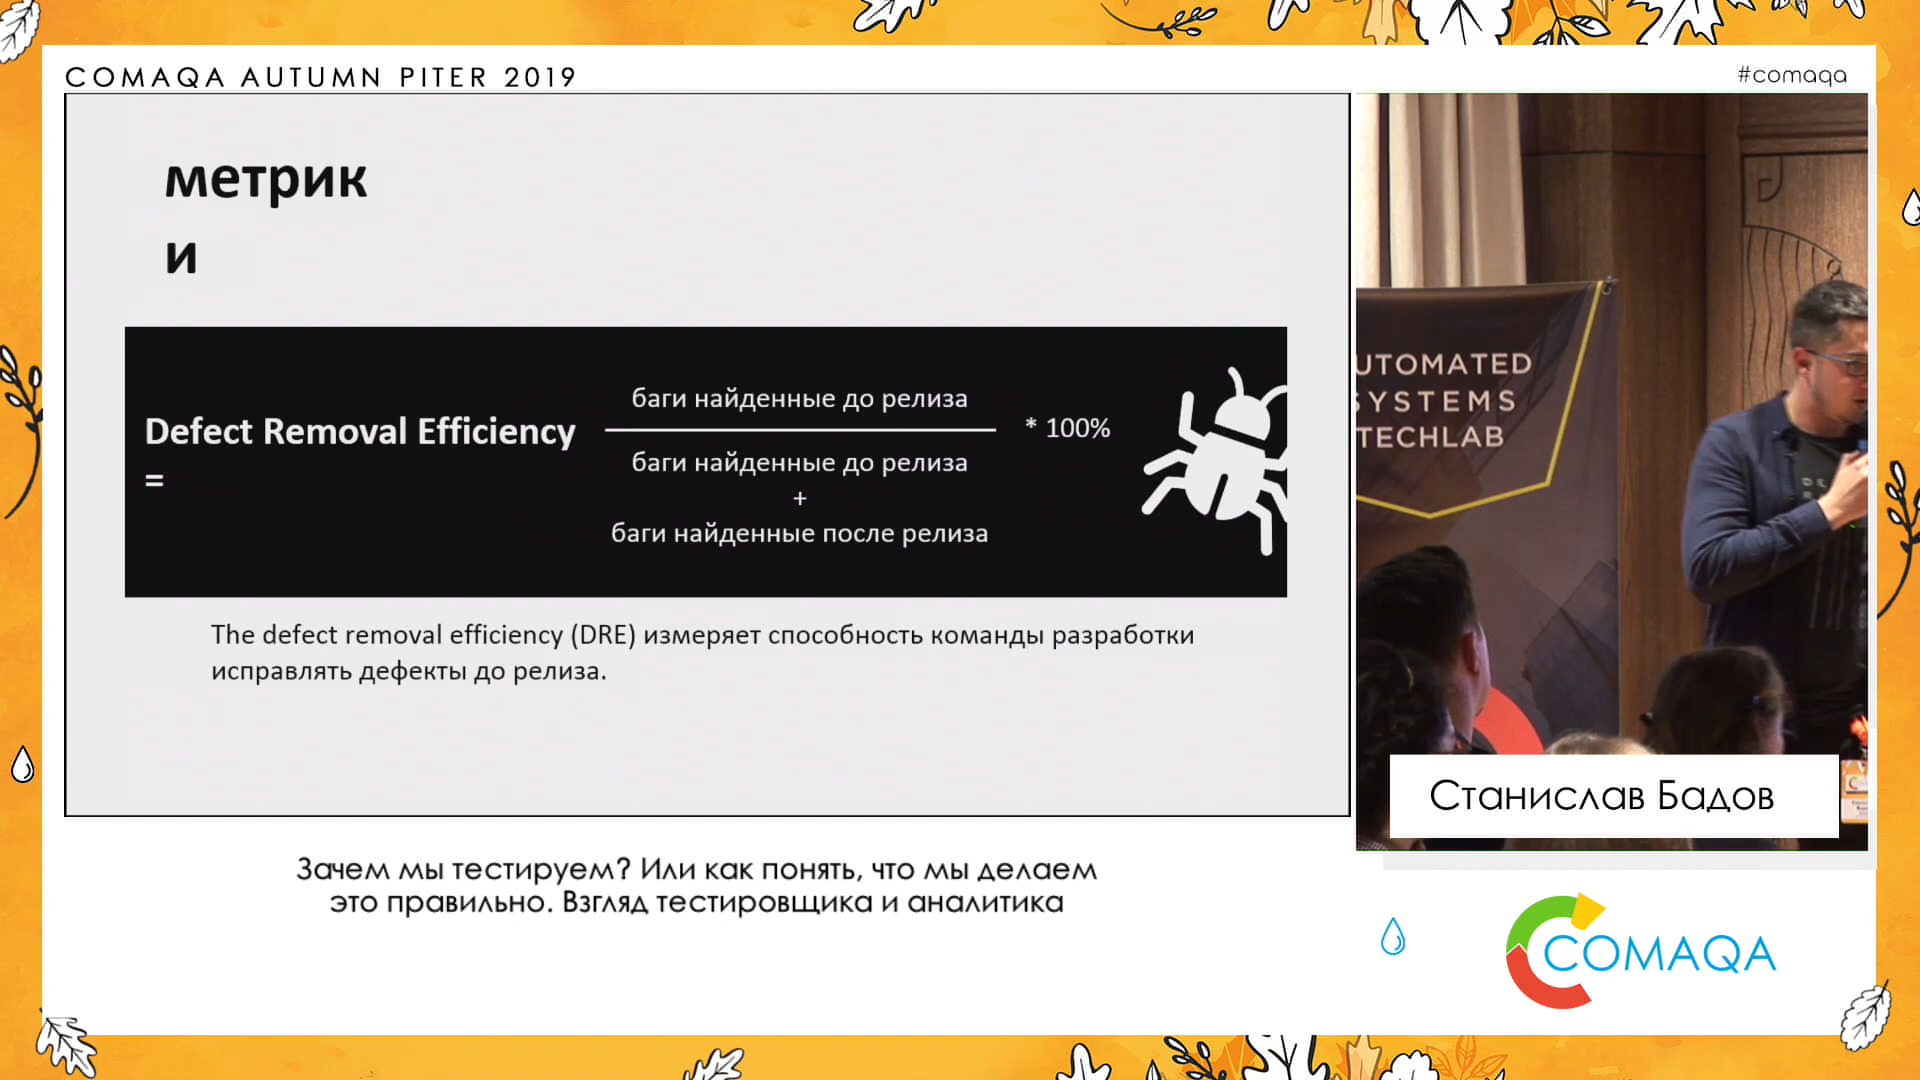 COMAQA AUTUMN PITER 2019
#comaqa
метрик
и
Defect Removal Efficiency
=
баги найденные до релиза
баги найденные до релиза
+
баги найденные после релиза
* 100%
The defect removal efficiency (DRE) измеряет способность команды разработки
исправлять дефекты до релиза.
UTOMATED
SYSTEMS
TECHLAB
Станислав Бадов
Зачем мы тестируем? Или как понять, что мы делаем
это правильно. Взгляд тестировщика и аналитика
COMAQA